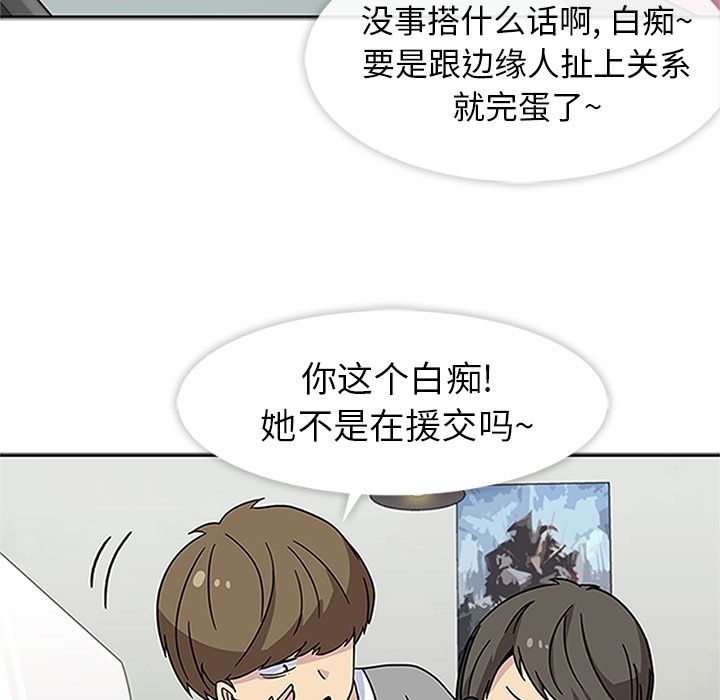 没事搭什么话啊, 白痴~
要是跟边缘人扯上关系
就完蛋了~
你这个白痴!
她不是在援交吗~